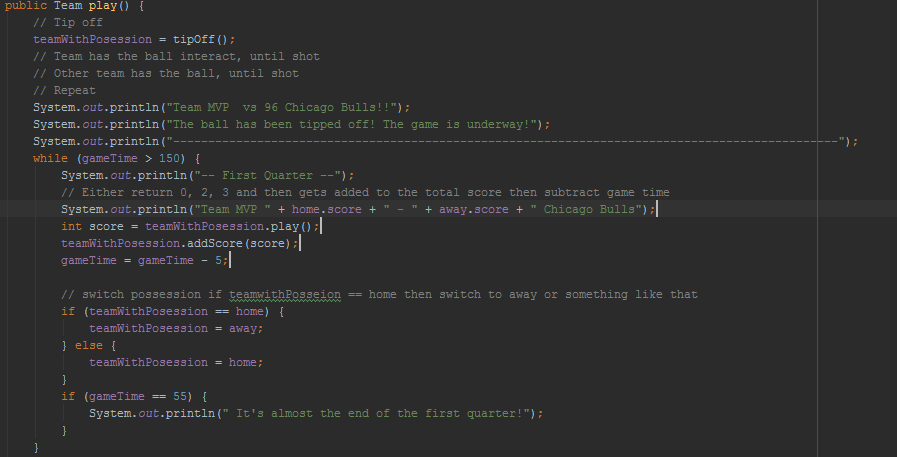 public Team play() {
// Tip off
teamWithPosession = tipOff();
// Team has the ball interact, until shot
// Other team has the ball, until shot
// Repeat
System.out.println("Team MVP  vs 96 Chicago Bulls!!");
System.out.println("The ball has been tipped off! The game is underway!");
System.out.println("-------------------------------------------------------------------------------");
while (gameTime > 150) {
System.out.println("-- First Quarter --");
// Either return 0, 2, 3 and then gets added to the total score then subtract game time
System.out.println("Team MVP " + home.score + " - " + away.score + " Chicago Bulls");
int score = teamWithPosession.play();
teamWithPosession.addScore(score);
gameTime = gameTime - 5;
// switch possession if teamwithPosseion == home then switch to away or something like that
if (teamWithPosession == home) {
teamWithPosession = away;
} else {
teamWithPosession = home;
}
if (gameTime == 55) {
System.out.println(" It's almost the end of the first quarter!");
}
}